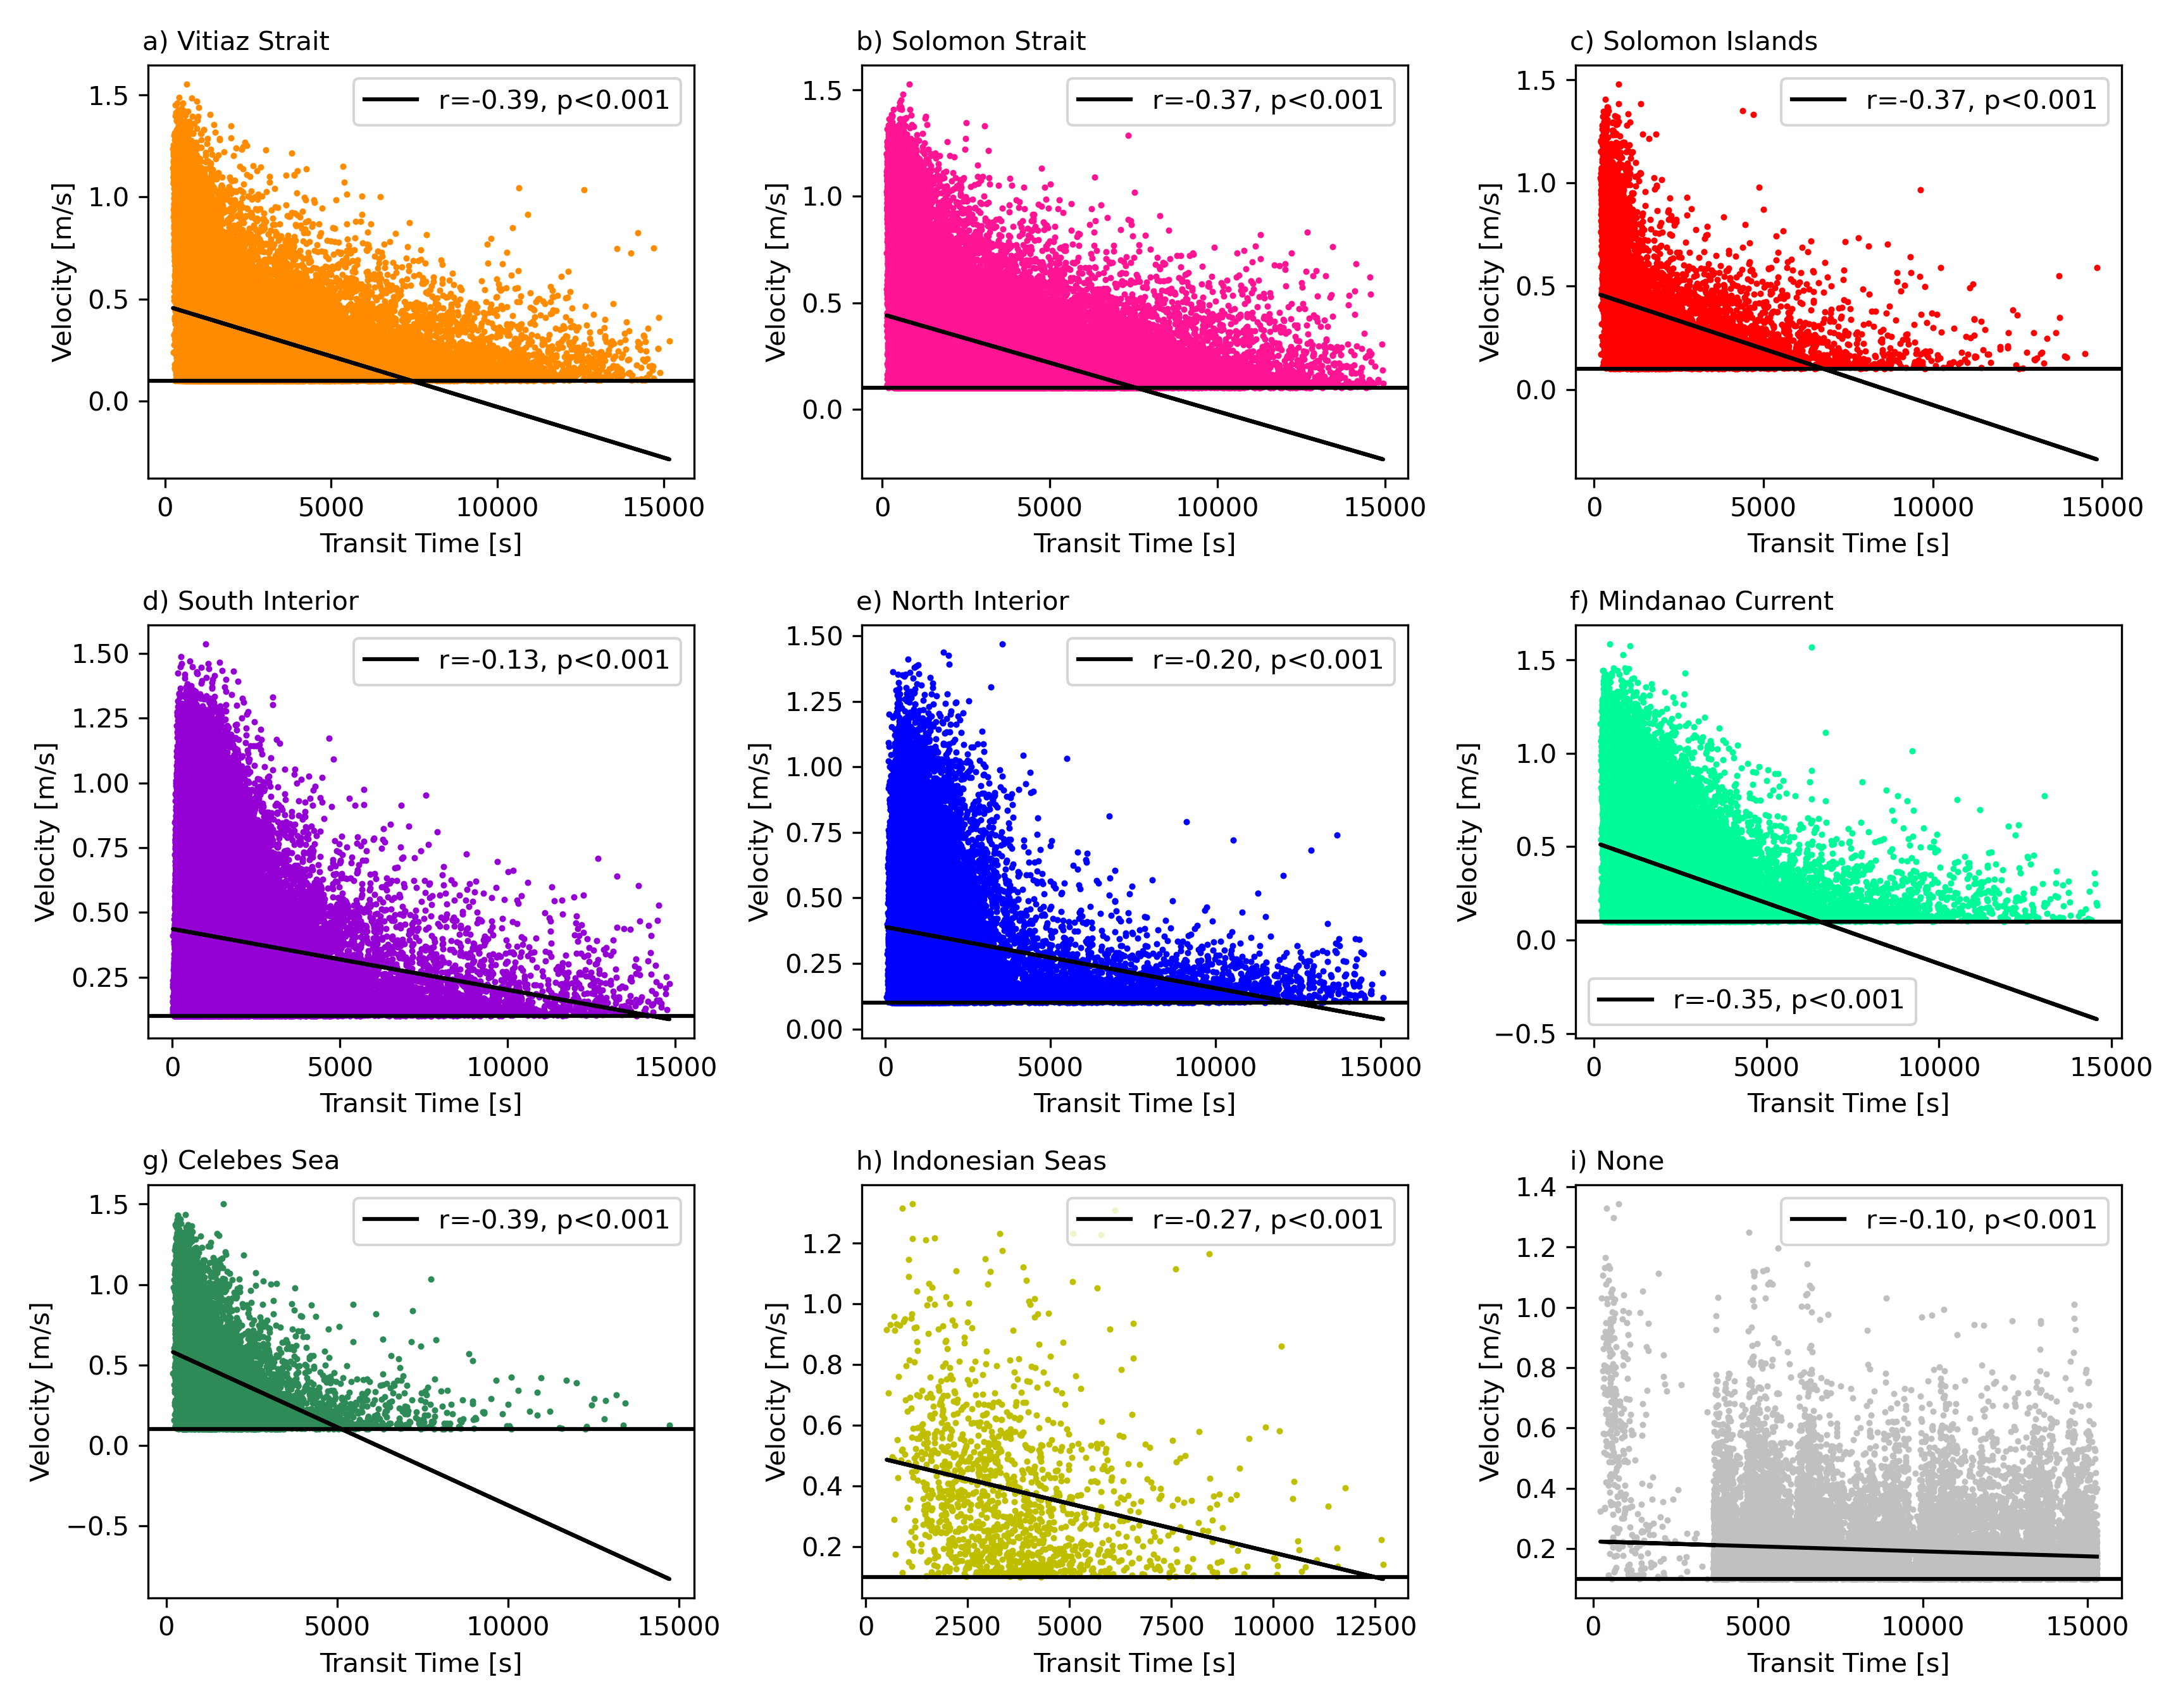 a) Vitiaz Strait
r=-0.39, p<0.001
1.5
1.0
0.5
0.0
Velocity [m/s]
0 5000 10000 15000
Transit Time [s]
b) Solomon Strait
r=-0.37, p<0.001
1.5
1.0
0.5
0.0
Velocity [m/s]
0 5000 10000 15000
Transit Time [s]
c) Solomon Islands
r=-0.37, p<0.001
1.5
1.0
0.5
0.0
Velocity [m/s]
0 5000 10000 15000
Transit Time [s]
d) South Interior
r=-0.13, p<0.001
1.50
1.25
1.00
0.75
0.50
0.25
Velocity [m/s]
0 5000 10000 15000
Transit Time [s]
e) North Interior
r=-0.20, p<0.001
1.50
1.25
1.00
0.75
0.50
0.25
0.00
Velocity [m/s]
0 5000 10000 15000
Transit Time [s]
f) Mindanao Current
1.5
1.0
0.5
0.0
−0.5
Velocity [m/s]
r=-0.35, p<0.001
0 5000 10000 15000
Transit Time [s]
g) Celebes Sea
r=-0.39, p<0.001
1.5
1.0
0.5
0.0
−0.5
Velocity [m/s]
0 5000 10000 15000
Transit Time [s]
h) Indonesian Seas
r=-0.27, p<0.001
1.2
1.0
0.8
0.6
0.4
0.2
Velocity [m/s]
0 2500 5000 7500 10000 12500
Transit Time [s]
i) None
r=-0.10, p<0.001
1.4
1.2
1.0
0.8
0.6
0.4
0.2
Velocity [m/s]
0 5000 10000 15000
Transit Time [s]